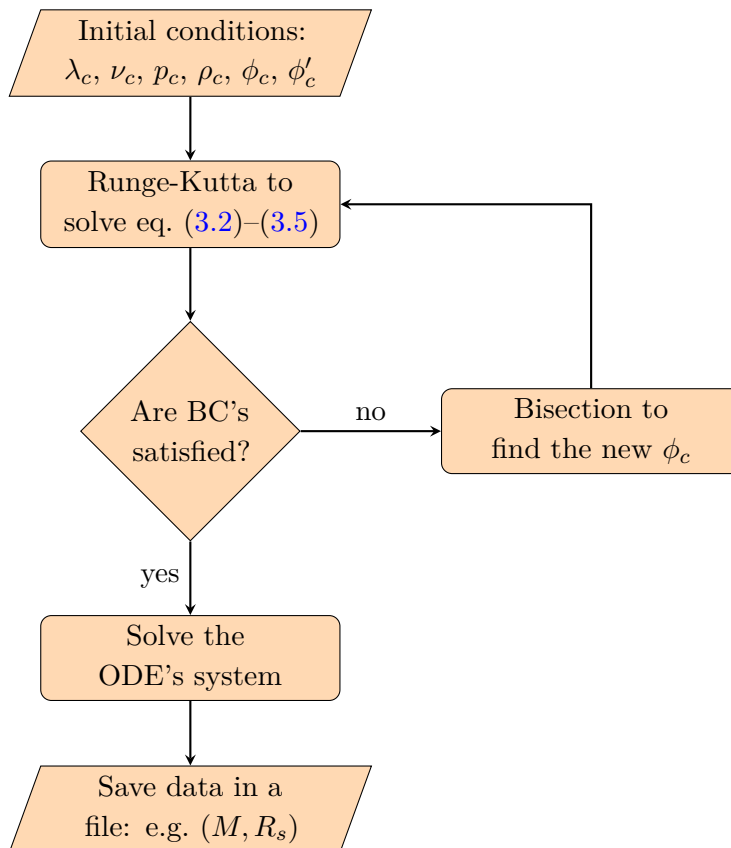 Initial conditions:
λ_c, ν_c, p_c, ρ_c, ϕ_c, ϕ′_c
Runge-Kutta to
solve eq. (3.2)–(3.5)
Are BC's
satisfied?
no
Bisection to
find the new ϕ_c
yes
Solve the
ODE's system
Save data in a
file: e.g. (M, R_s)